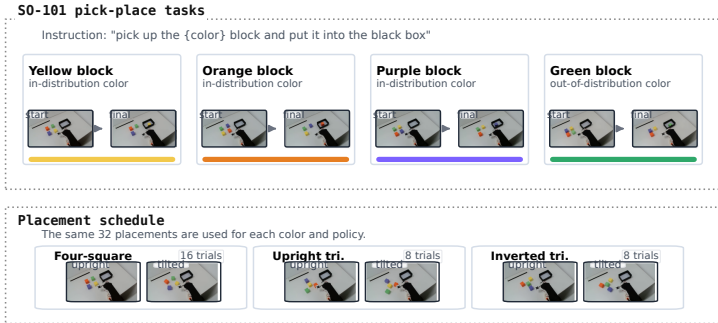 SO-101 pick-place tasks
Instruction: "pick up the {color} block and put it into the black box"
Yellow block
in-distribution color
start
final
Orange block
in-distribution color
start
final
Purple block
in-distribution color
start
final
Green block
out-of-distribution color
start
final
Placement schedule
The same 32 placements are used for each color and policy.
Four-square
16 trials
upright
tilted
Upright tri.
8 trials
upright
tilted
Inverted tri.
8 trials
upright
tilted